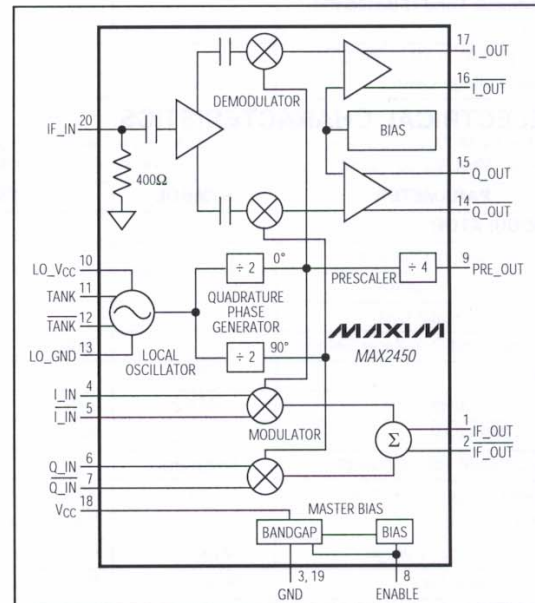 17 I_OUT
16 I_OUT
DEMODULATOR
IF_IN 20
BIAS
400Ω
15 Q_OUT
14 Q_OUT
LO_VCC 10
÷ 2 0°
÷ 4 9 PRE_OUT
PRESCALER
TANK 11
QUADRATURE
PHASE
GENERATOR
TANK 12
MAXIM
MAX2450
LO_GND 13
LOCAL
OSCILLATOR
÷ 2 90°
I_IN 4
I_IN 5
MODULATOR
Σ
1 IF_OUT
2 IF_OUT
Q_IN 6
Q_IN 7
VCC 18
MASTER BIAS
BANDGAP
BIAS
3, 19
8
GND
ENABLE